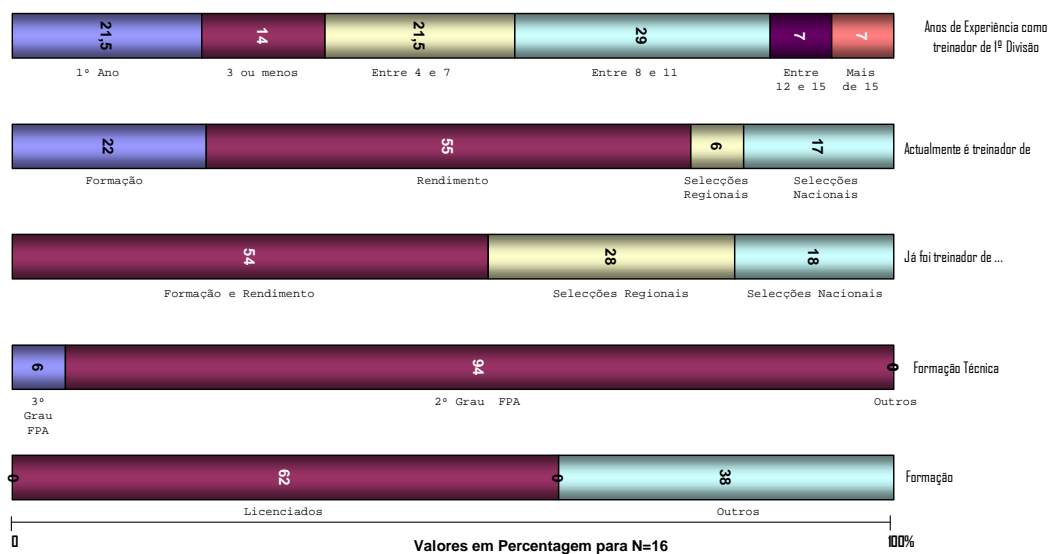 21,5 14 21,5 29 7 7
Anos de Experiência como
treinador de 1º Divisão
1º Ano 3 ou menos Entre 4 e 7 Entre 8 e 11 Entre
12 e 15 Mais
de 15
22 55 6 17
Actualmente é treinador de
Formação Rendimento Selecções
Regionais Selecções
Nacionais
54 28 18
Já foi treinador de ...
Formação e Rendimento Selecções Regionais Selecções Nacionais
6 94 0
Formação Técnica
3º
Grau
FPA 2º Grau FPA Outros
0 62 0 38
Formação
Licenciados Outros
0 100%
Valores em Percentagem para N=16